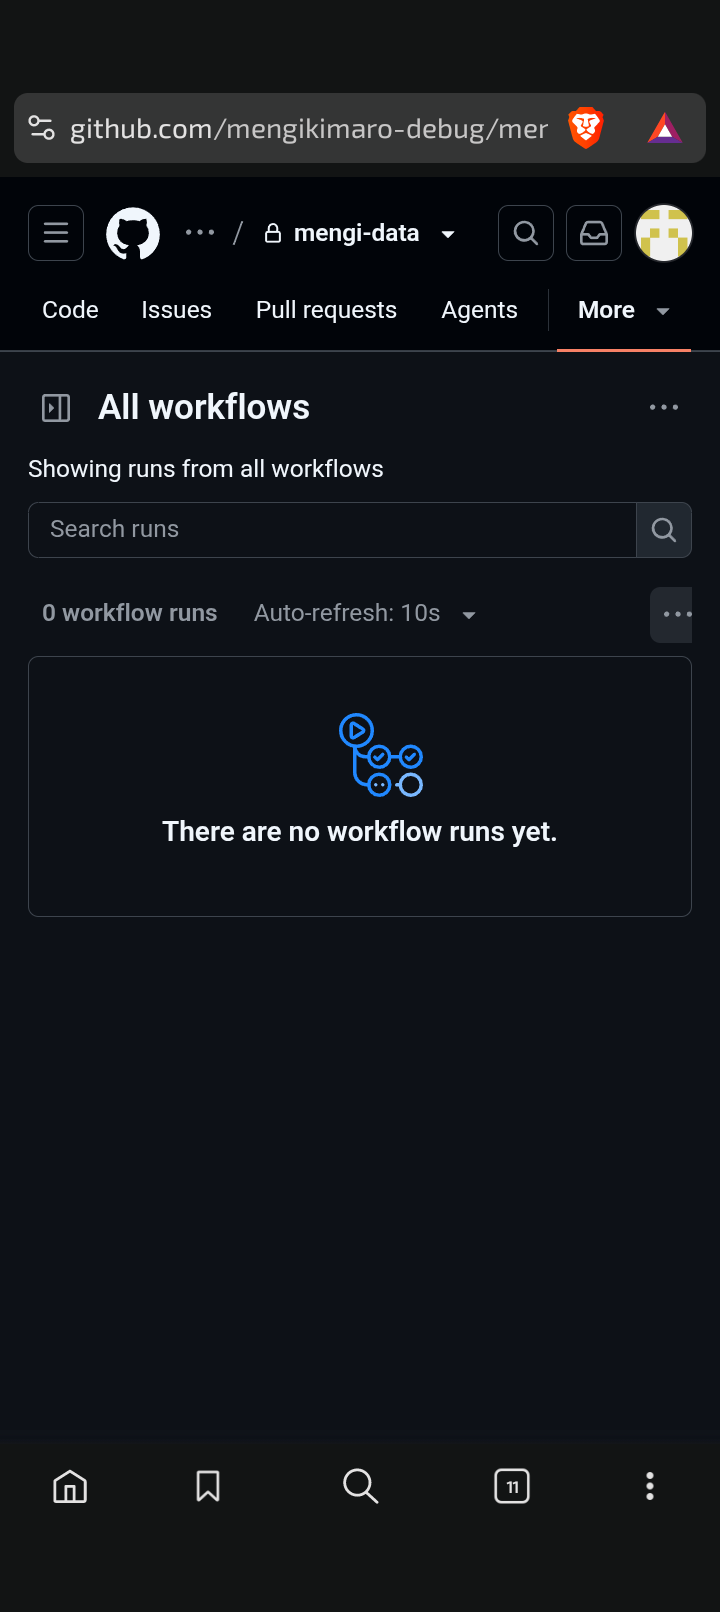 github.com/mengikimaro-debug/mer
... / mengi-data
Code Issues Pull requests Agents More
All workflows
Showing runs from all workflows
Search runs
0 workflow runs Auto-refresh: 10s
There are no workflow runs yet.
11